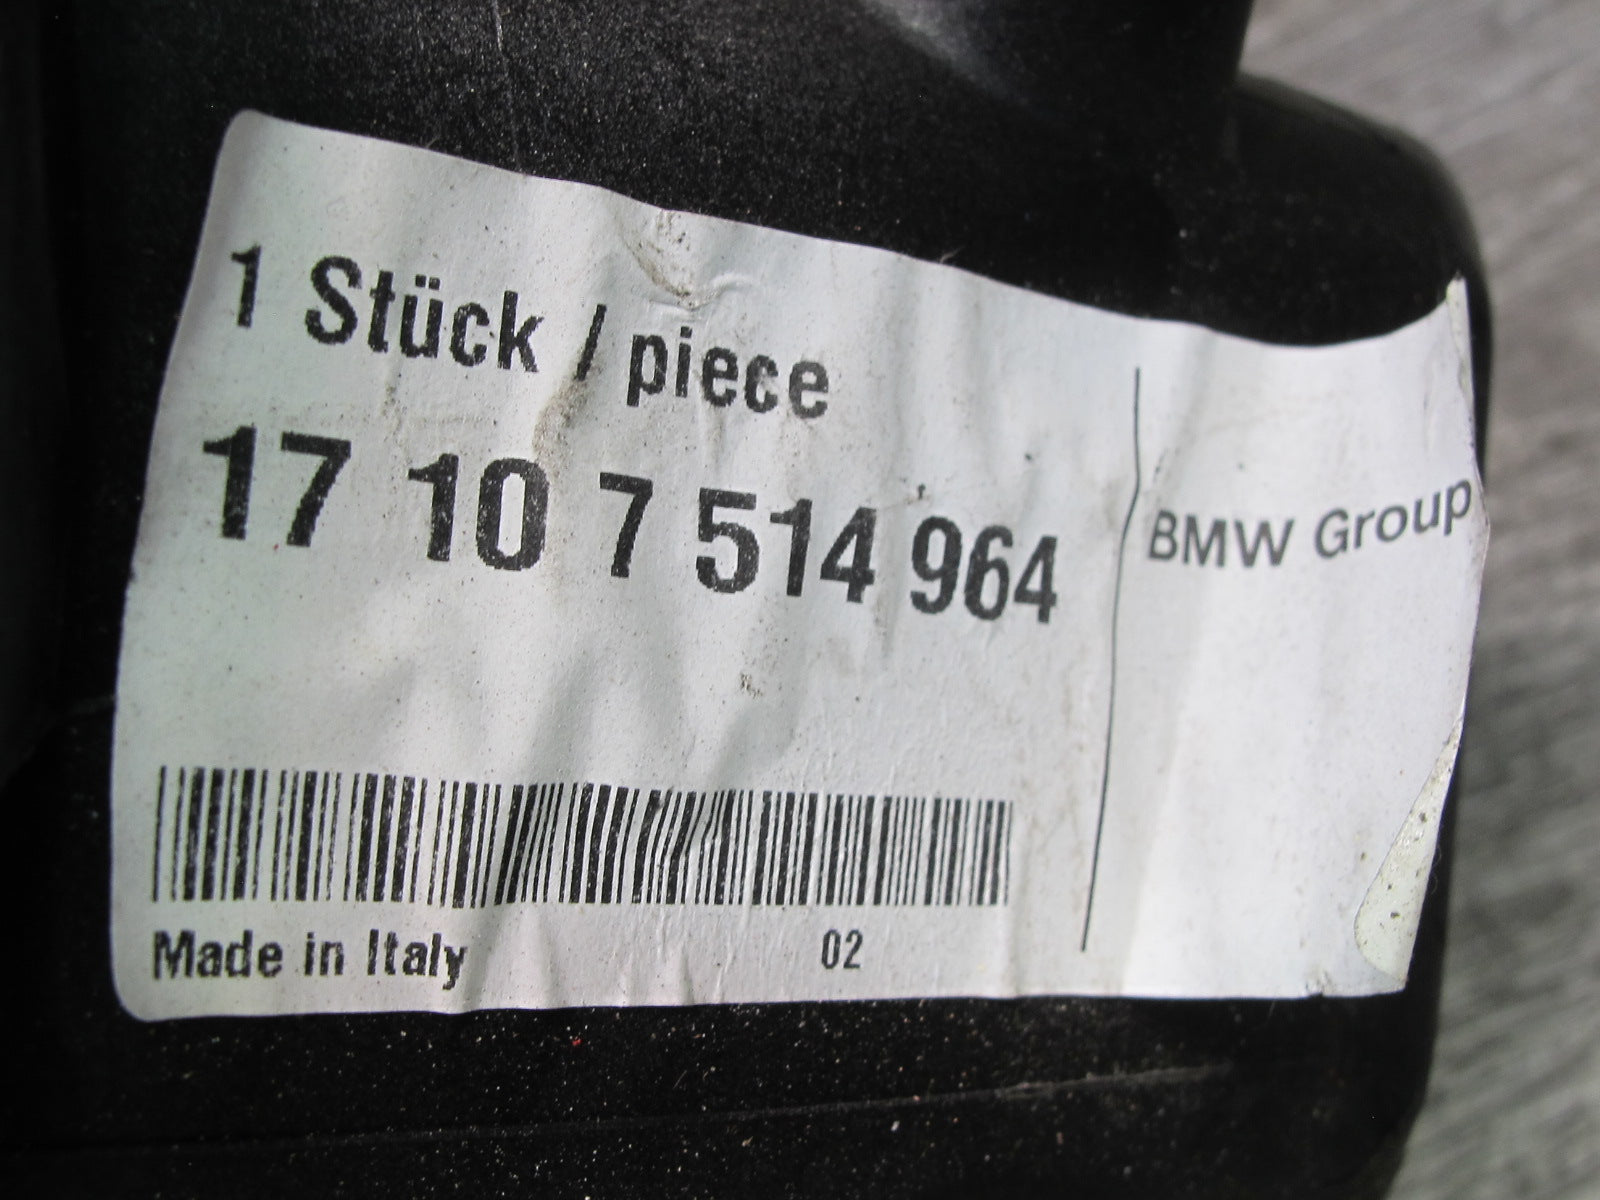 1 Stück / piece
17 10 7 514 964
BMW Group
Made in Italy
02